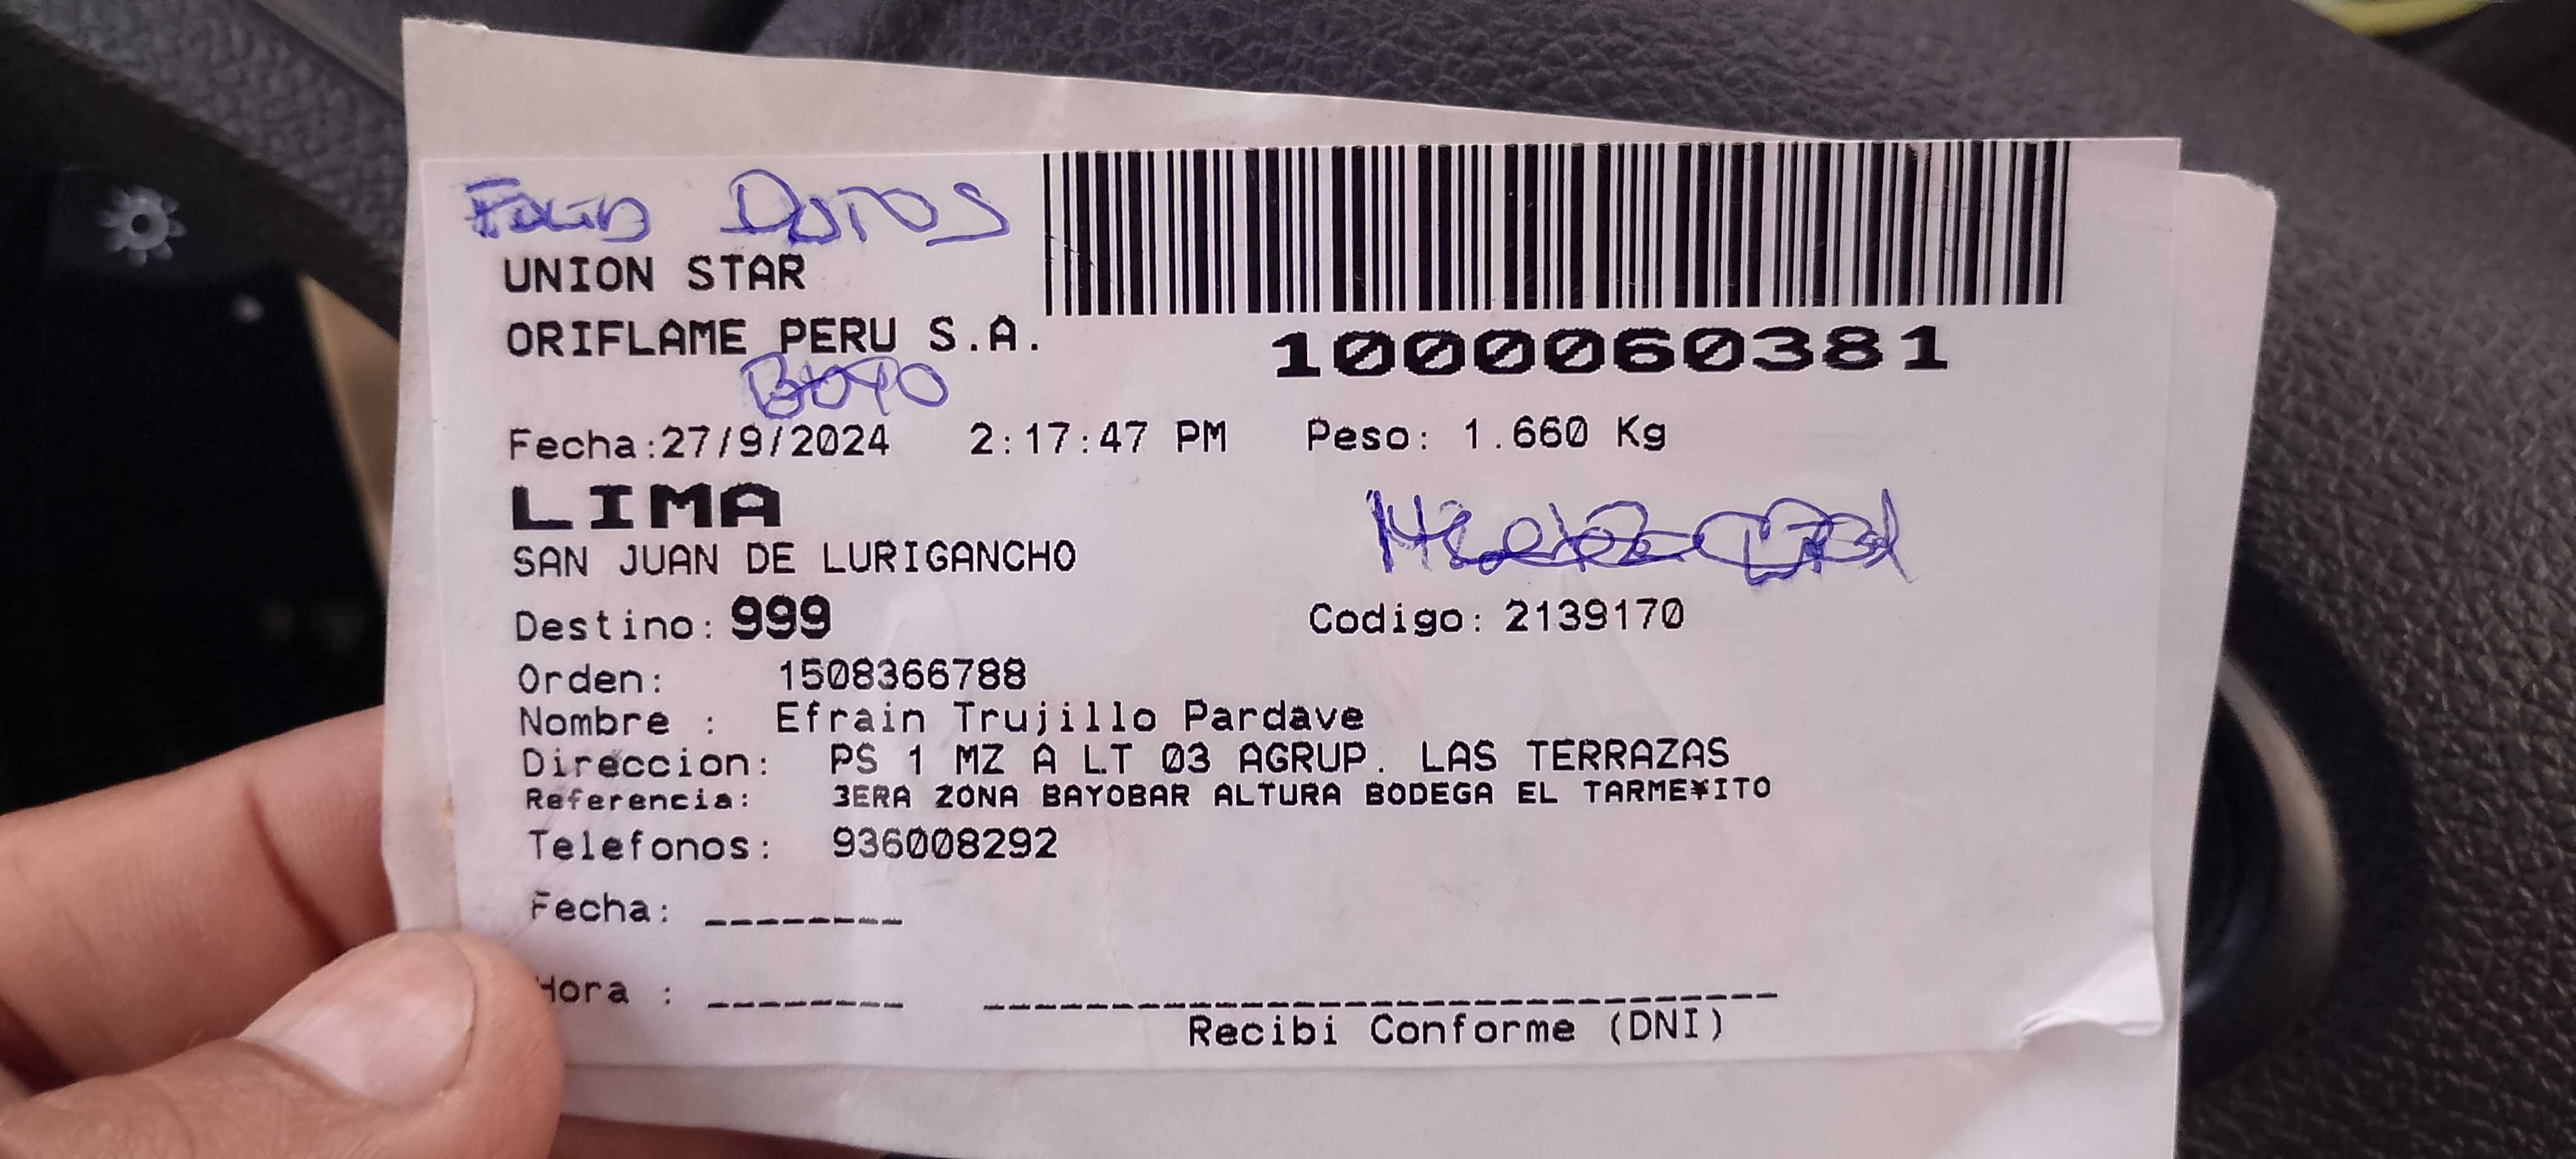 DATOS
UNION STAR
ORIFLAME PERU S.A.
1000060381
Fecha:27/9/2024 2:17:47 PM Peso: 1.660 Kg
LIMA
SAN JUAN DE LURIGANCHO
Destino: 999 Codigo: 2139170
Orden: 1508366788
Nombre : Efrain Trujillo Pardave
Direccion: PS 1 MZ A LT 03 AGRUP. LAS TERRAZAS
Referencia: 3ERA ZONA BAYOBAR ALTURA BODEGA EL TARME¥ITO
Telefonos: 936008292
Fecha: --------
Hora : --------
Recibi Conforme (DNI)